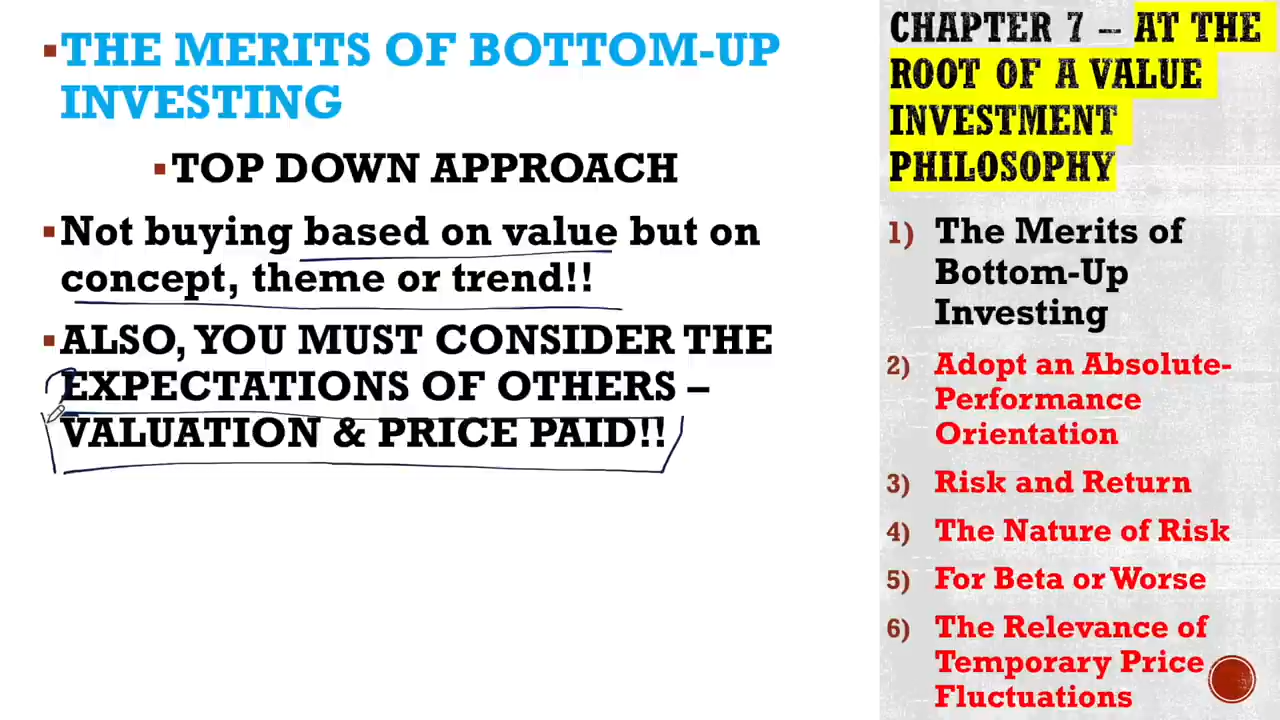 ▪THE MERITS OF BOTTOM-UP
INVESTING
▪TOP DOWN APPROACH
▪Not buying based on value but on
concept, theme or trend!!
▪ALSO, YOU MUST CONSIDER THE
EXPECTATIONS OF OTHERS –
VALUATION & PRICE PAID!!
CHAPTER 7 – AT THE
ROOT OF A VALUE
INVESTMENT
PHILOSOPHY
1) The Merits of
Bottom-Up
Investing
2) Adopt an Absolute-
Performance
Orientation
3) Risk and Return
4) The Nature of Risk
5) For Beta or Worse
6) The Relevance of
Temporary Price
Fluctuations